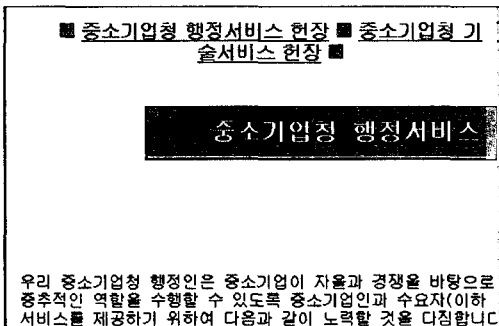 ■ 중소기업청 행정서비스 헌장 ■ 중소기업청 기
술서비스 헌장 ■
중소기업청 행정서비스
우리 중소기업청 행정인은 중소기업이 자율과 경쟁을 바탕으로
중추적인 역할을 수행할 수 있도록 중소기업인과 수요자(이하
서비스를 제공하기 위하여 다음과 같이 노력할 것을 다짐합니다